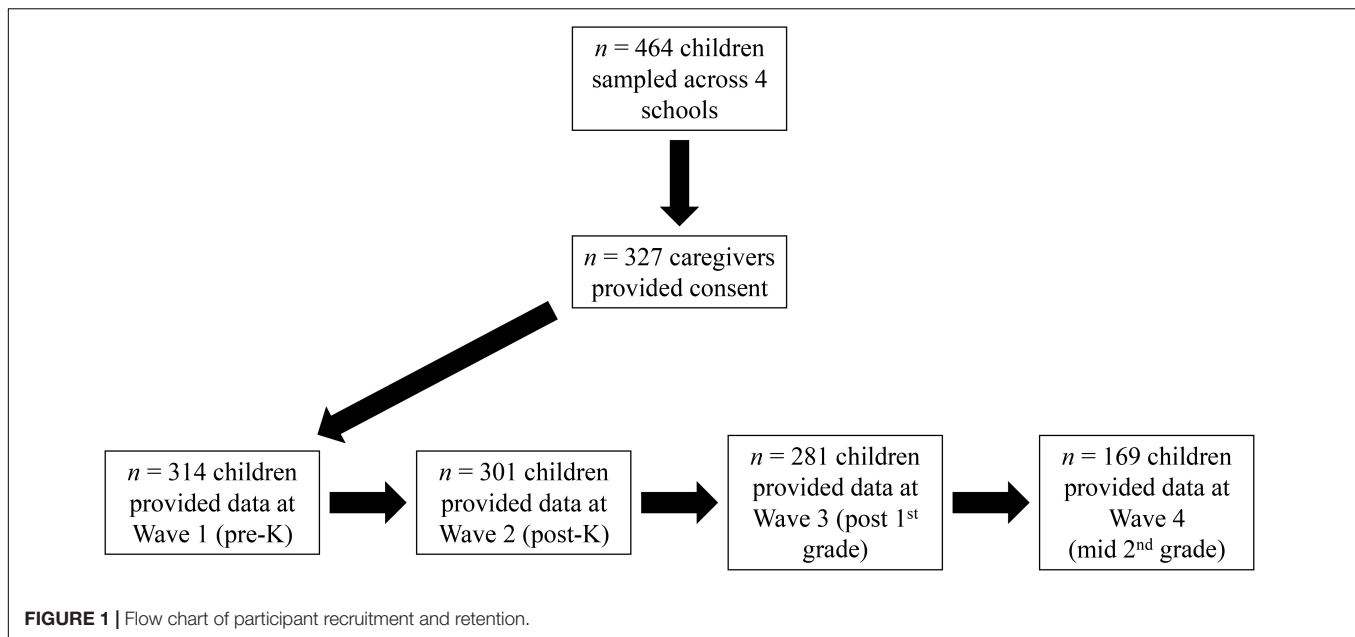 n = 464 children
sampled across 4
schools
n = 327 caregivers
provided consent
n = 314 children
provided data at
Wave 1 (pre-K)
n = 301 children
provided data at
Wave 2 (post-K)
n = 281 children
provided data at
Wave 3 (post 1st
grade)
n = 169 children
provided data at
Wave 4
(mid 2nd grade)
FIGURE 1 | Flow chart of participant recruitment and retention.